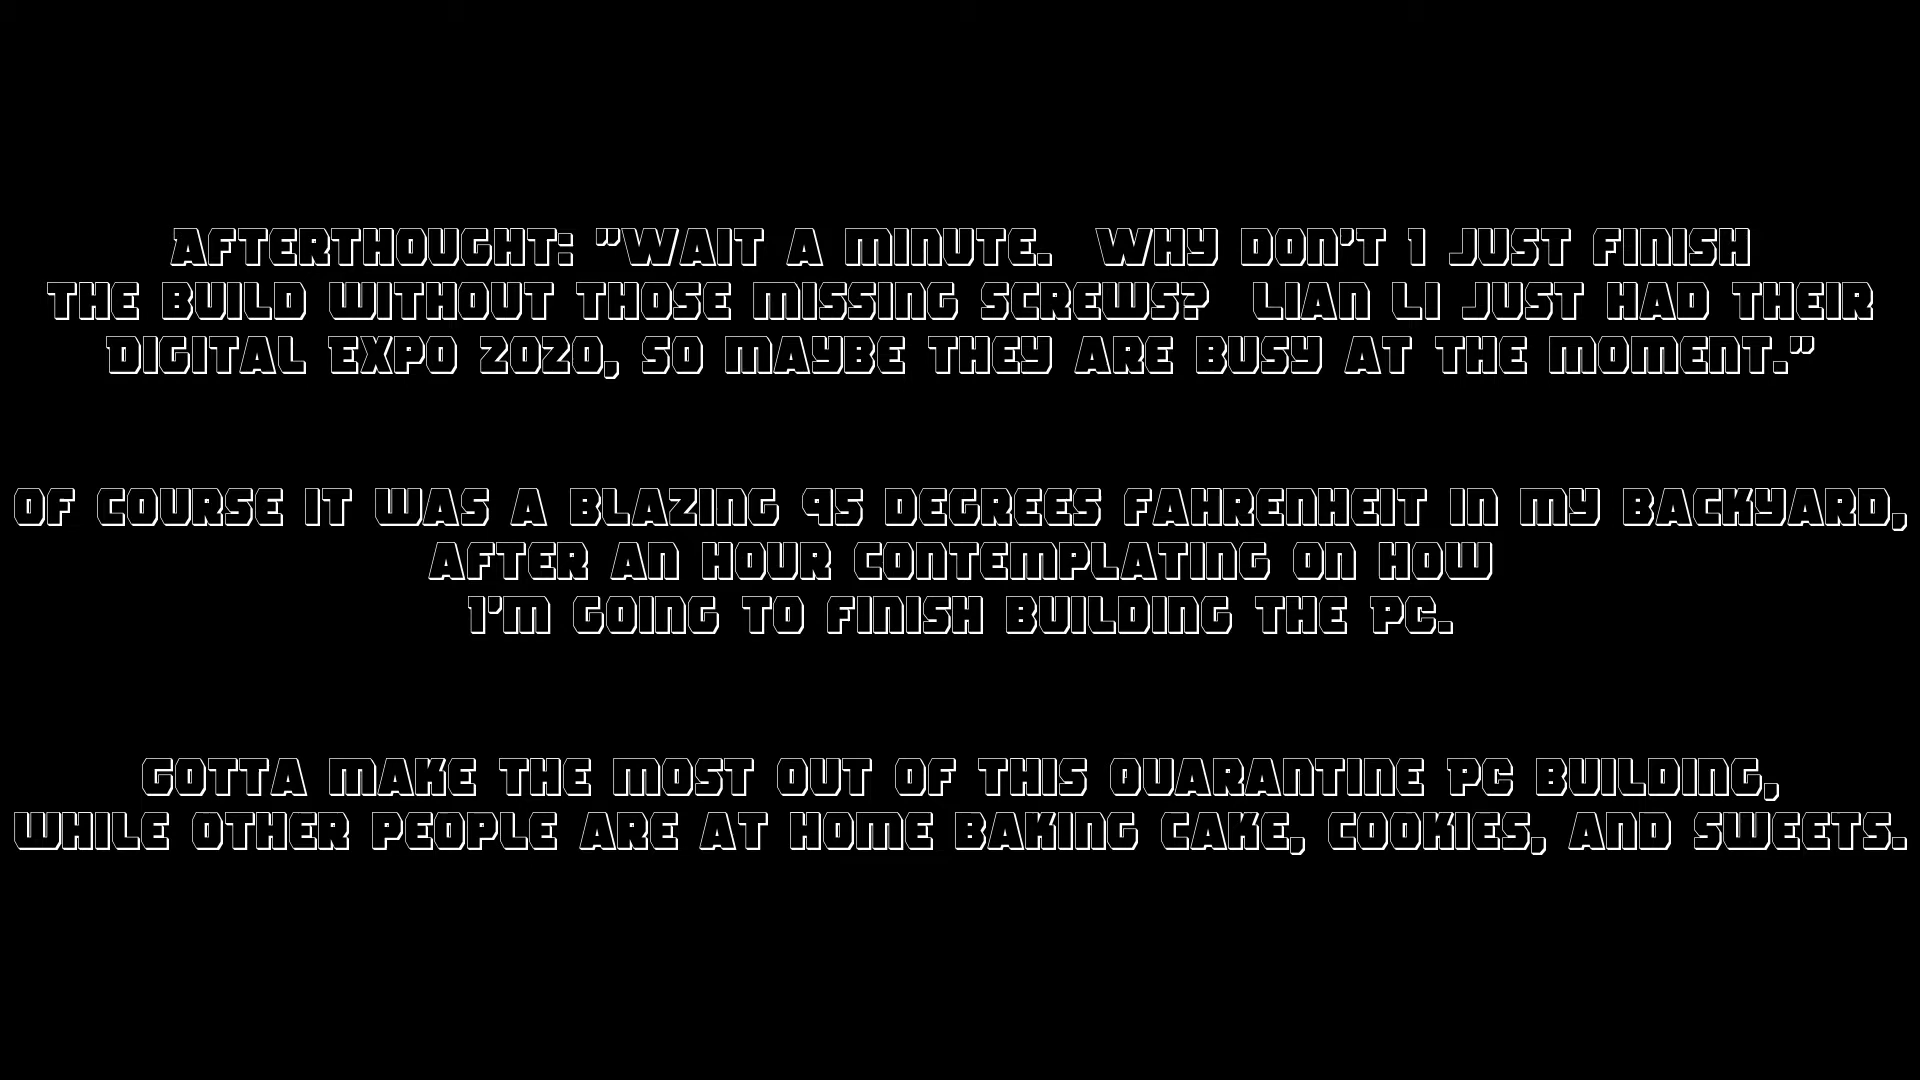 AFTERTHOUGHT: "WAIT A MINUTE.  WHY DON'T I JUST FINISH
THE BUILD WITHOUT THOSE MISSING SCREWS?  LIAN LI JUST HAD THEIR
DIGITAL EXPO 2020, SO MAYBE THEY ARE BUSY AT THE MOMENT."
OF COURSE IT WAS A BLAZING 95 DEGREES FAHRENHEIT IN MY BACKYARD,
AFTER AN HOUR CONTEMPLATING ON HOW
I'M GOING TO FINISH BUILDING THE PC.
GOTTA MAKE THE MOST OUT OF THIS QUARANTINE PC BUILDING,
WHILE OTHER PEOPLE ARE AT HOME BAKING CAKE, COOKIES, AND SWEETS.